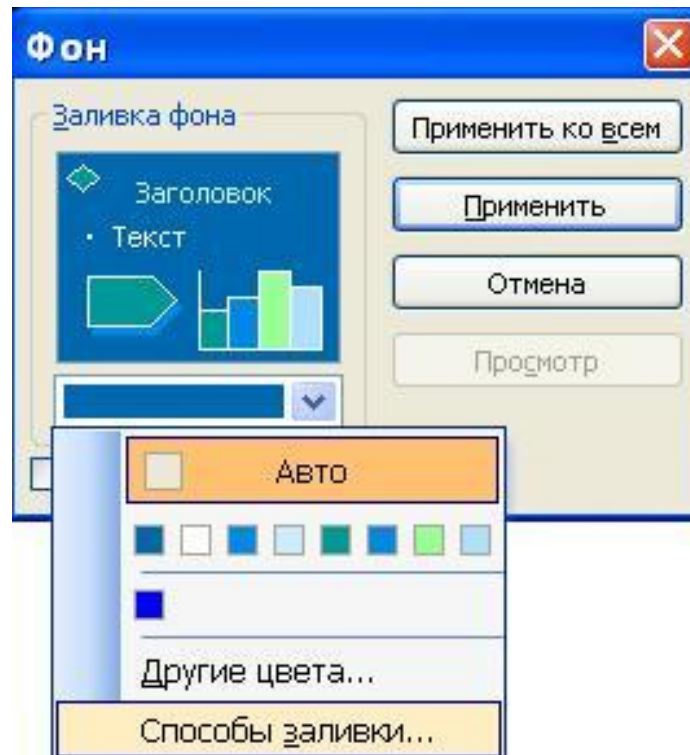 Фон
Заливка фона
Заголовок
• Текст
Применить ко всем
Применить
Отмена
Просмотр
Авто
Другие цвета...
Способы заливки...